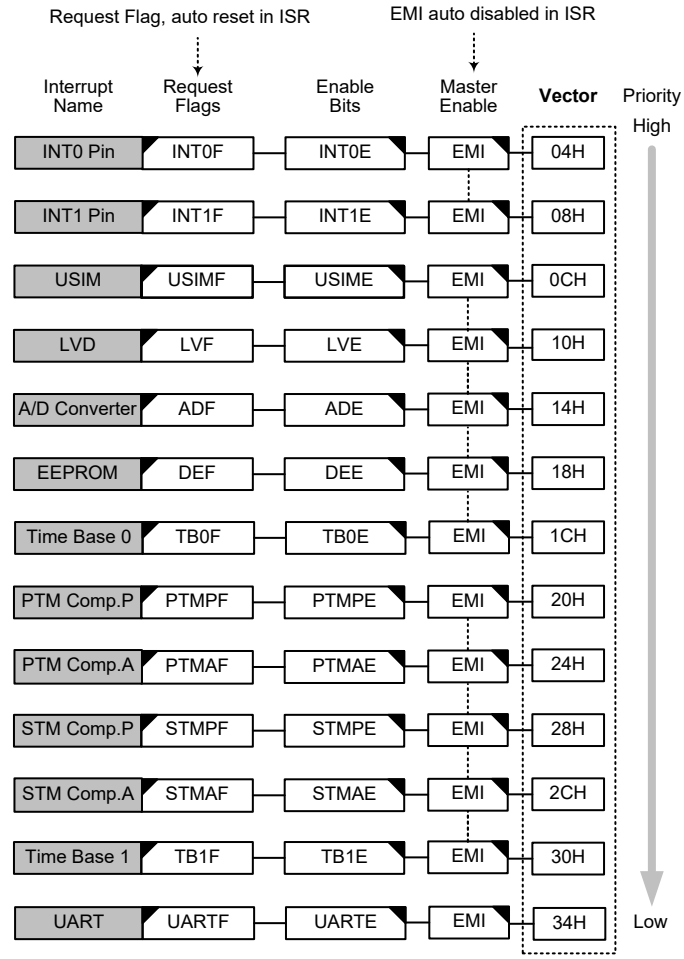 Request Flag, auto reset in ISR
EMI auto disabled in ISR
Interrupt Name
Request Flags
Enable Bits
Master Enable
Vector
Priority
High
INT0 Pin INT0F INT0E EMI 04H
INT1 Pin INT1F INT1E EMI 08H
USIM USIMF USIME EMI 0CH
LVD LVF LVE EMI 10H
A/D Converter ADF ADE EMI 14H
EEPROM DEF DEE EMI 18H
Time Base 0 TB0F TB0E EMI 1CH
PTM Comp.P PTMPF PTMPE EMI 20H
PTM Comp.A PTMAF PTMAE EMI 24H
STM Comp.P STMPF STMPE EMI 28H
STM Comp.A STMAF STMAE EMI 2CH
Time Base 1 TB1F TB1E EMI 30H
UART UARTF UARTE EMI 34H Low